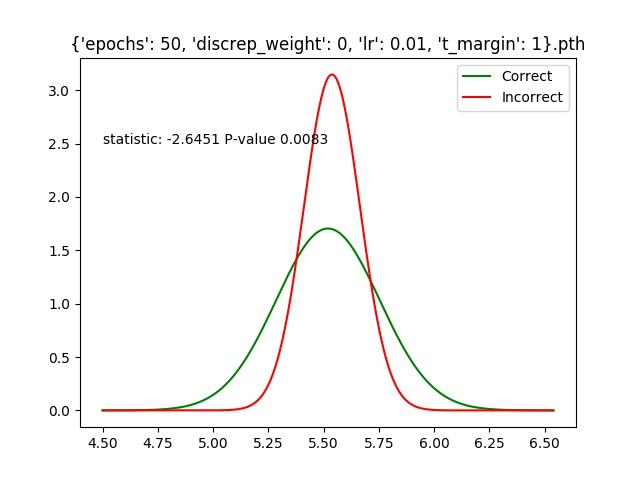 {'epochs': 50, 'discrep_weight': 0, 'lr': 0.01, 't_margin': 1}.pth
Correct
Incorrect
statistic: -2.6451 P-value 0.0083
3.0
2.5
2.0
1.5
1.0
0.5
0.0
4.50 4.75 5.00 5.25 5.50 5.75 6.00 6.25 6.50